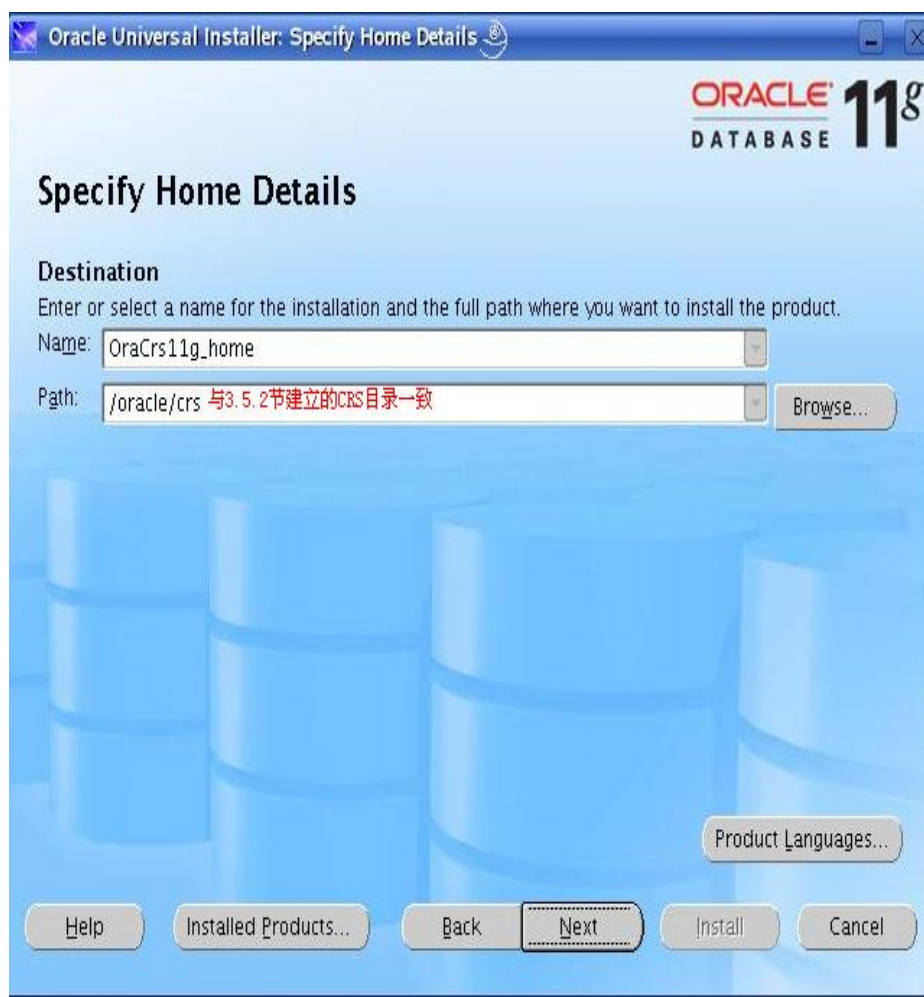 Oracle Universal Installer: Specify Home Details
ORACLE 11g
DATABASE
Specify Home Details
Destination
Enter or select a name for the installation and the full path where you want to install the product.
Name: OraCrs11g_home
Path: /oracle/crs 与3.5.2节建立的CRS目录一致 Browse...
Product Languages...
Help Installed Products... Back Next Install Cancel